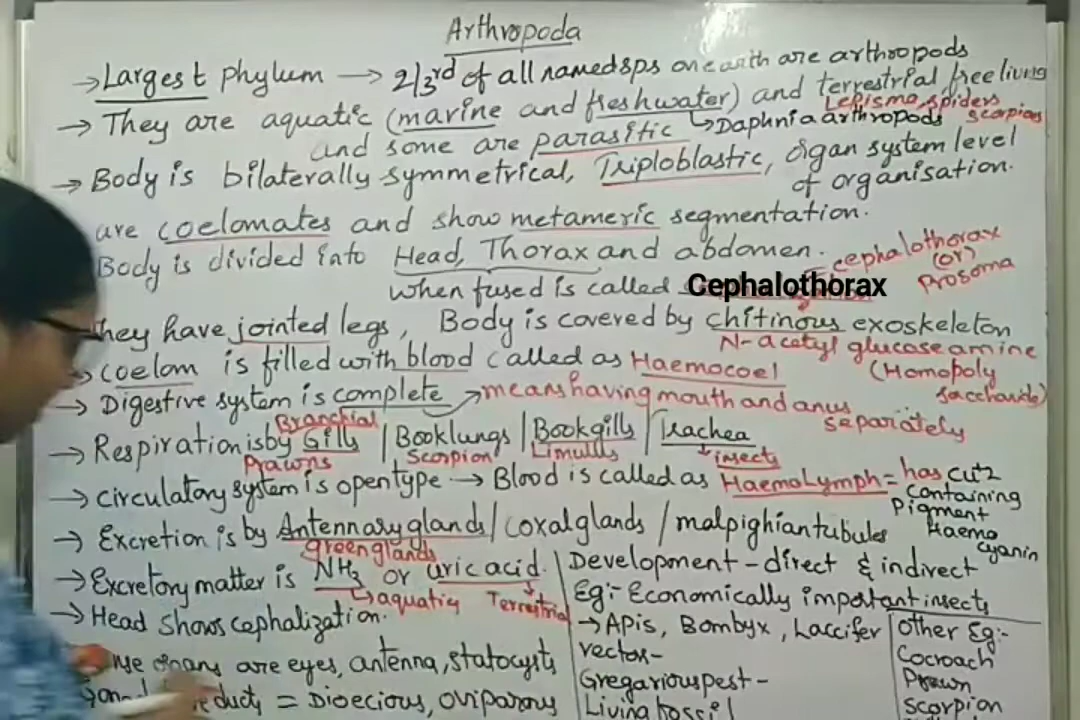 Arthropoda
→ Largest phylum → 2/3rd of all named sps on earth are arthropods
→ They are aquatic (marine and freshwater) and terrestrial free living
Lepisma, spiders
scorpions
and some are parasitic ↳ Daphnia arthropods
→ Body is bilaterally symmetrical, Triploblastic, organ system level
of organisation.
are coelomates and show metameric segmentation.
Body is divided into Head, Thorax and abdomen.
= cephalothorax
(or)
Prosoma
when fused is called Cephalothorax
They have jointed legs, Body is covered by chitinous exoskeleton
N-acetyl glucose amine
(Homopoly
saccharide)
coelom is filled with blood called as Haemocoel
→ Digestive system is complete → means having mouth and anus
separately
Branchial
→ Respiration is by Gills / Booklungs / Bookgills / Trachea
Prawns Scorpion Limulus insects
→ circulatory system is open type → Blood is called as HaemoLymph = has cu+2
containing
Pigment
Haemo
cyanin
→ Excretion is by Antennary glands / coxal glands / malpighian tubules
green glands
→ Excretory matter is NH3 or uric acid.
aquatic Terrestrial
→ Head shows cephalization.
are eyes, antenna, statocysts
= Dioecious, oviparous
Development - direct & indirect
Eg:- Economically important insects
→ Apis, Bombyx, Laccifer
vector-
Gregarious pest -
Living fossil
other Eg:-
Cocroach
Prawn
Scorpion